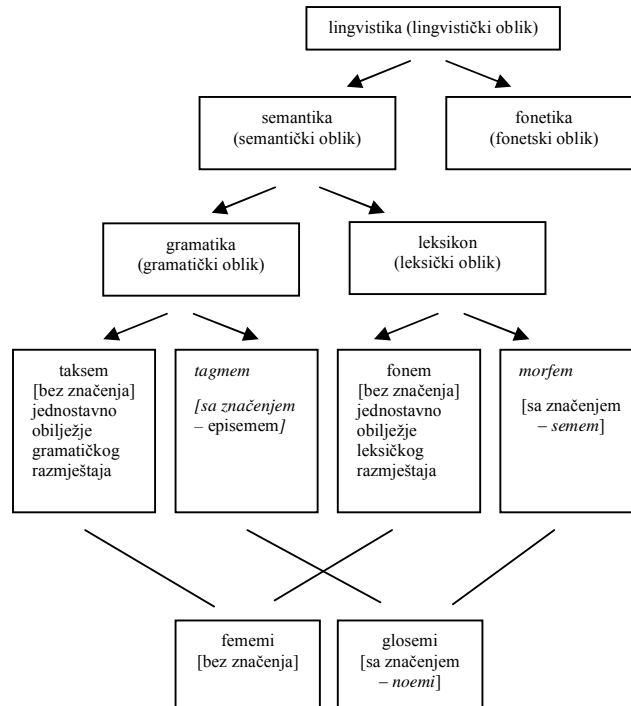 lingvistika (lingvistički oblik)
semantika
(semantički oblik)
fonetika
(fonetski oblik)
gramatika
(gramatički oblik)
leksikon
(leksički oblik)
taksem
[bez značenja]
jednostavno
obilježje
gramatičkog
razmještaja
tagmem
[sa značenjem
– episemem]
fonem
[bez značenja]
jednostavno
obilježje
leksičkog
razmještaja
morfem
[sa značenjem
– semem]
fememi
[bez značenja]
glosemi
[sa značenjem
– noemi]